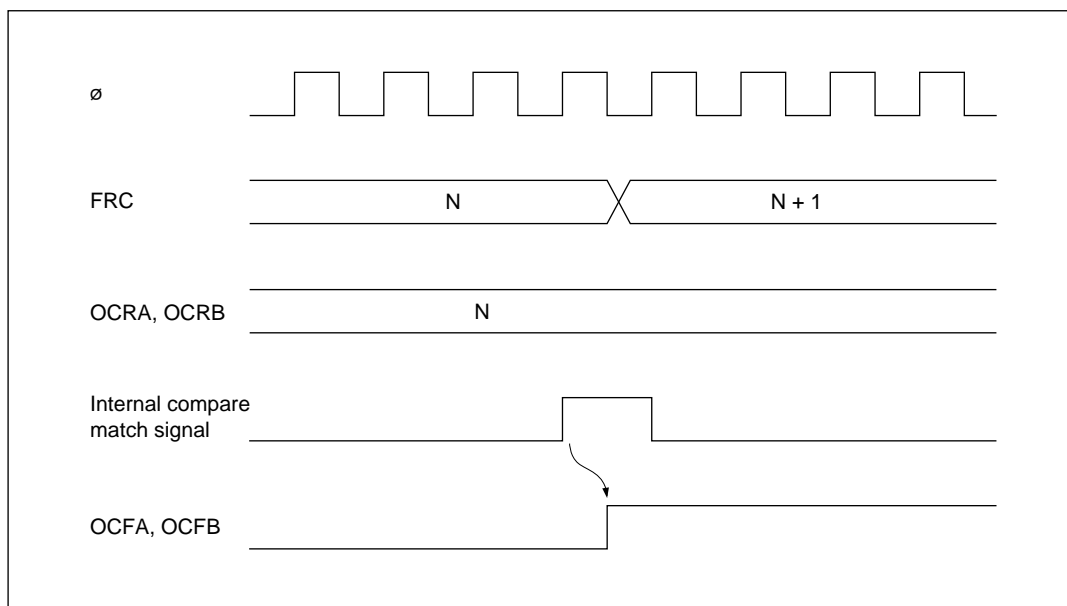 ø
FRC
N
N + 1
OCRA, OCRB
N
Internal compare
match signal
OCFA, OCFB